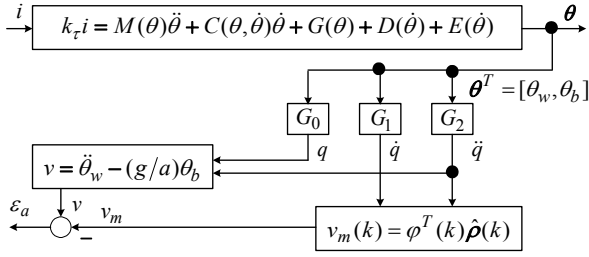 i
k_τ i = M(θ)θ̈ + C(θ, θ̇)θ̇ + G(θ) + D(θ̇) + E(θ̇)
θ
θ^T = [θ_w, θ_b]
G_0 G_1 G_2
q q̇ q̈
v = θ̈_w − (g/a)θ_b
ε_a v v_m
−
v_m(k) = φ^T(k)ρ̂(k)